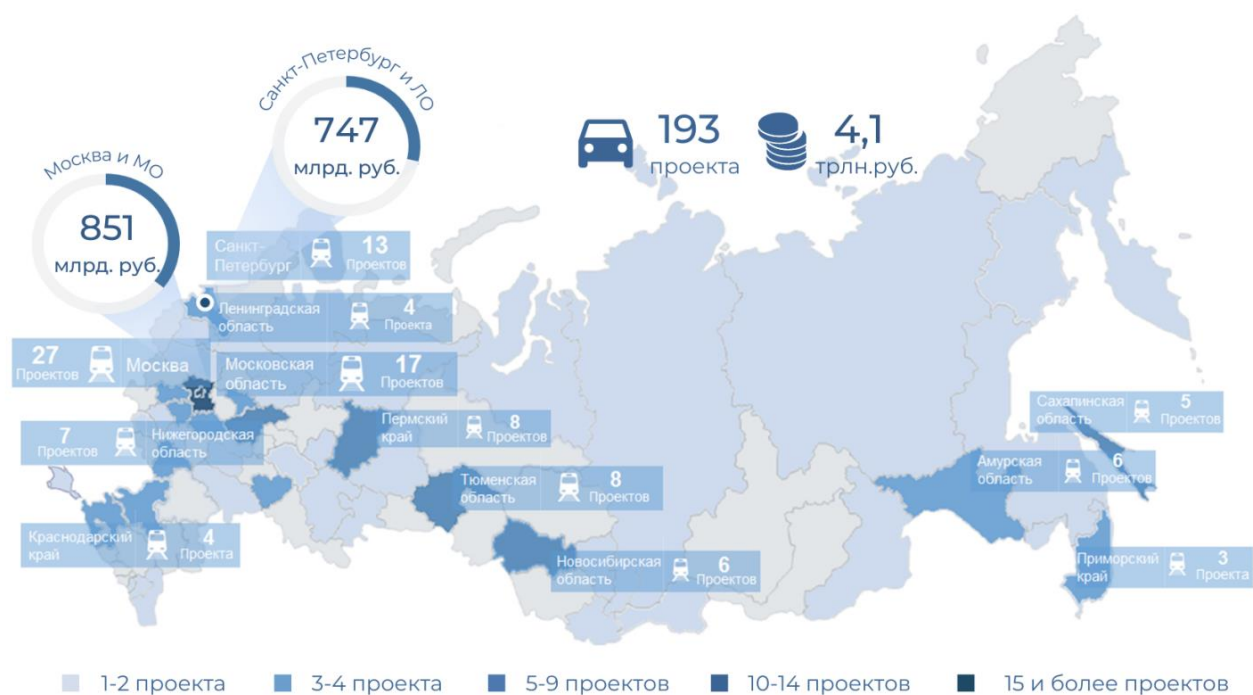 Санкт-Петербург и ЛО
747
млрд. руб.
Москва и МО
851
млрд. руб.
193
проекта
4,1
трлн.руб.
Санкт-
Петербург
13
Проектов
Ленинградская
область
4
Проекта
27
Проектов
Москва
Московская
область
17
Проектов
7
Проектов
Нижегородская
область
Пермский
край
8
Проектов
Тюменская
область
8
Проектов
Краснодарский
край
4
Проекта
Новосибирская
область
6
Проектов
Сахалинская
область
5
Проектов
Амурская
область
6
Проектов
Приморский
край
3
Проекта
1-2 проекта
3-4 проекта
5-9 проектов
10-14 проектов
15 и более проектов